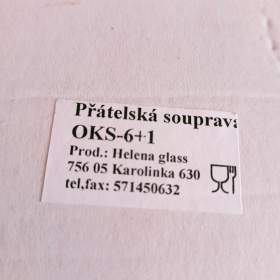 Přátelská souprava
OKS-6+1
Prod.: Helena glass
756 05 Karolinka 630
tel,fax: 571450632